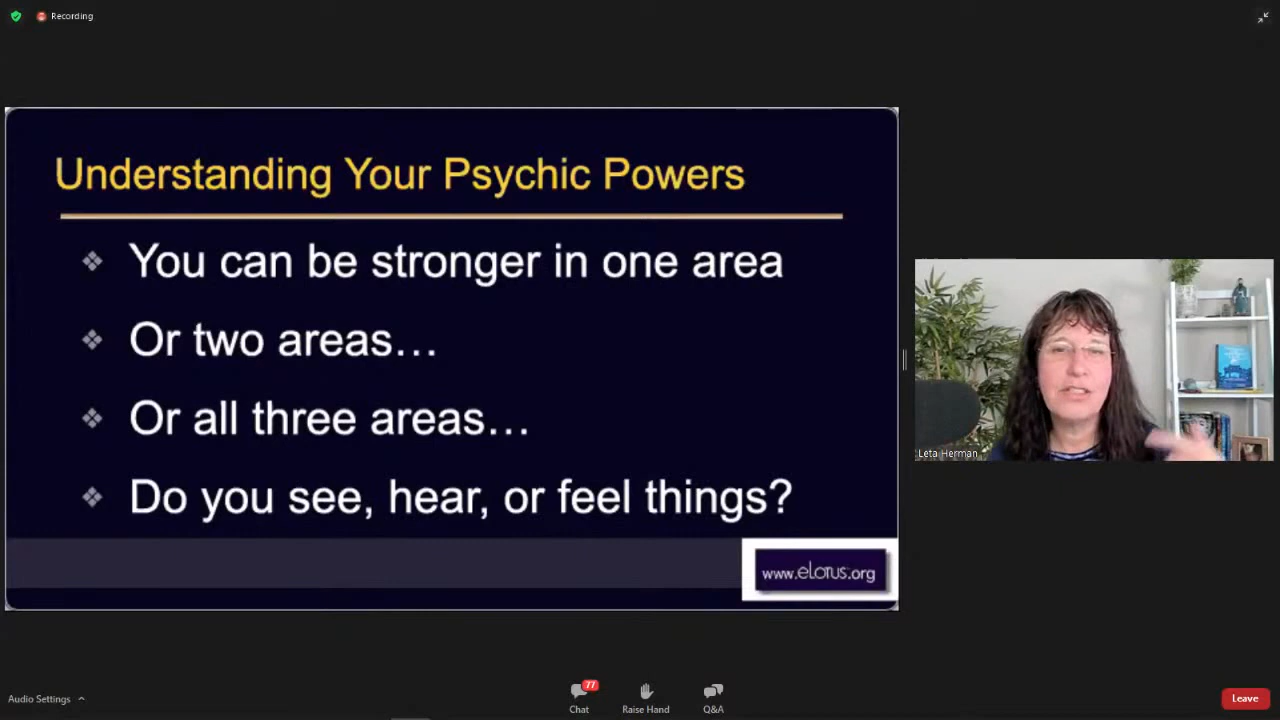 Recording
Understanding Your Psychic Powers
You can be stronger in one area
Or two areas…
Or all three areas…
Do you see, hear, or feel things?
www.eLotus.org
Leta Herman
Audio Settings
77
Chat
Raise Hand
Q&A
Leave